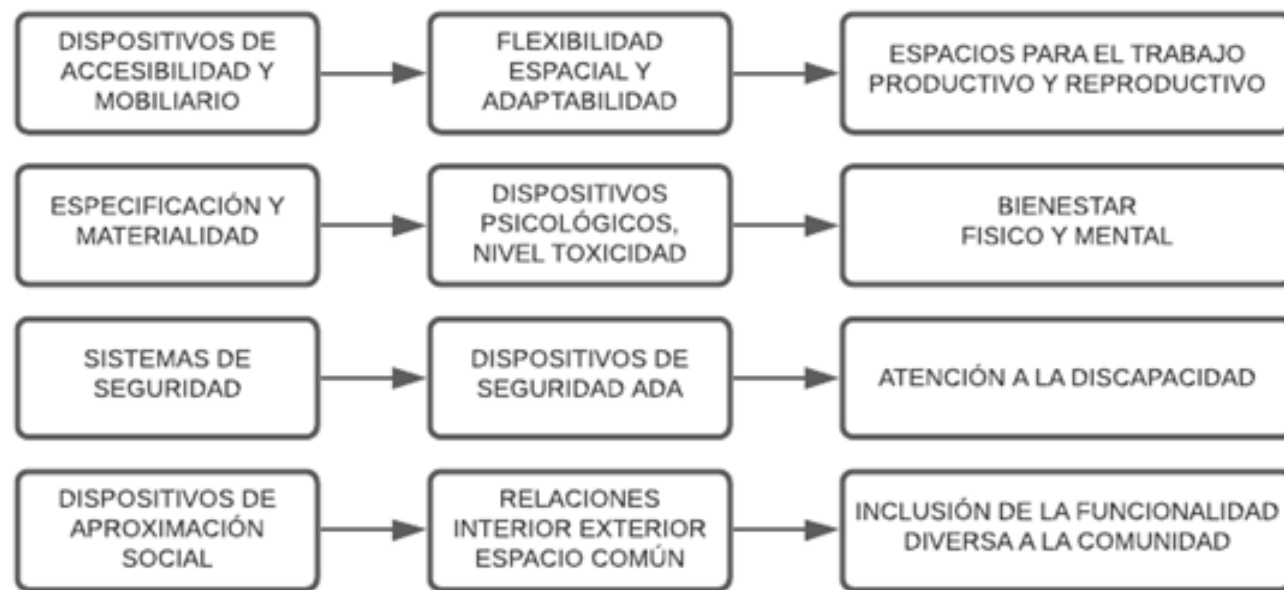 DISPOSITIVOS DE
ACCESIBILIDAD Y
MOBILIARIO
FLEXIBILIDAD
ESPACIAL Y
ADAPTABILIDAD
ESPACIOS PARA EL TRABAJO
PRODUCTIVO Y REPRODUCTIVO
ESPECIFICACIÓN Y
MATERIALIDAD
DISPOSITIVOS
PSICOLÓGICOS,
NIVEL TOXICIDAD
BIENESTAR
FISICO Y MENTAL
SISTEMAS DE
SEGURIDAD
DISPOSITIVOS DE
SEGURIDAD ADA
ATENCIÓN A LA DISCAPACIDAD
DISPOSITIVOS DE
APROXIMACIÓN
SOCIAL
RELACIONES
INTERIOR EXTERIOR
ESPACIO COMÚN
INCLUSIÓN DE LA FUNCIONALIDAD
DIVERSA A LA COMUNIDAD